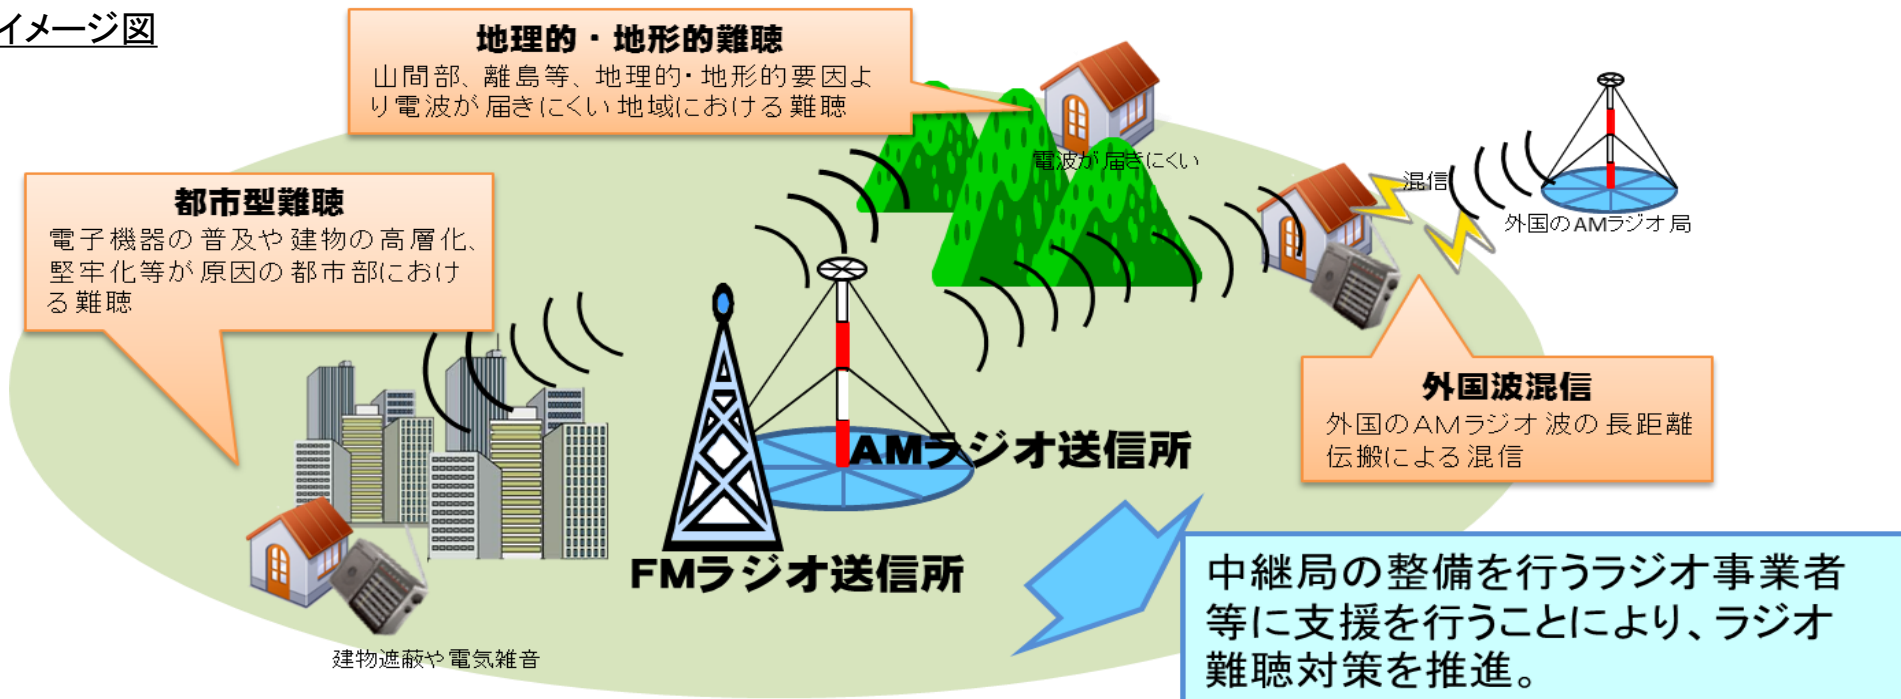 イメージ図
地理的・地形的難聴
山間部、離島等、地理的・地形的要因よ
り電波が届きにくい地域における難聴
電波が届きにくい
混信
外国のAMラジオ局
都市型難聴
電子機器の普及や建物の高層化、
堅牢化等が原因の都市部におけ
る難聴
外国波混信
外国のAMラジオ波の長距離
伝搬による混信
AMラジオ送信所
FMラジオ送信所
建物遮蔽や電気雑音
中継局の整備を行うラジオ事業者
等に支援を行うことにより、ラジオ
難聴対策を推進。